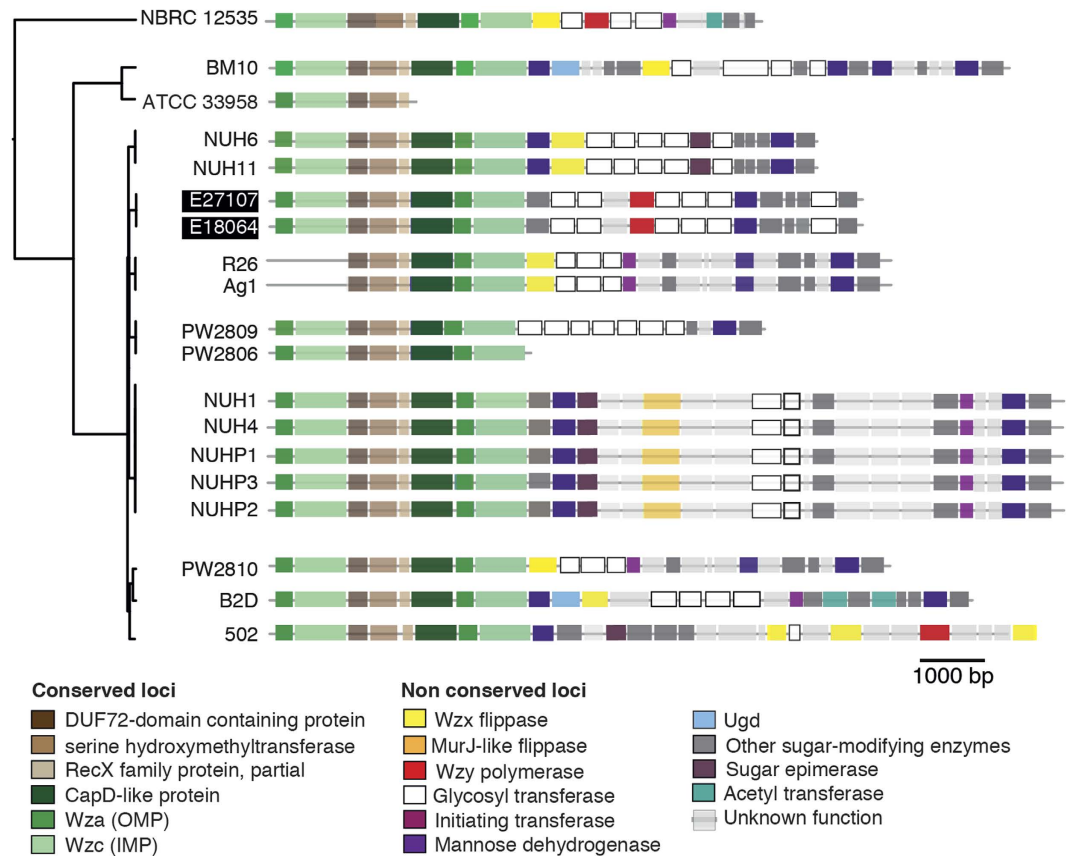 NBRC 12535
BM10
ATCC 33958
NUH6
NUH11
E27107
E18064
R26
Ag1
PW2809
PW2806
NUH1
NUH4
NUHP1
NUHP3
NUHP2
PW2810
B2D
502
1000 bp
Conserved loci
DUF72-domain containing protein
serine hydroxymethyltransferase
RecX family protein, partial
CapD-like protein
Wza (OMP)
Wzc (IMP)
Non conserved loci
Wzx flippase
MurJ-like flippase
Wzy polymerase
Glycosyl transferase
Initiating transferase
Mannose dehydrogenase
Ugd
Other sugar-modifying enzymes
Sugar epimerase
Acetyl transferase
Unknown function